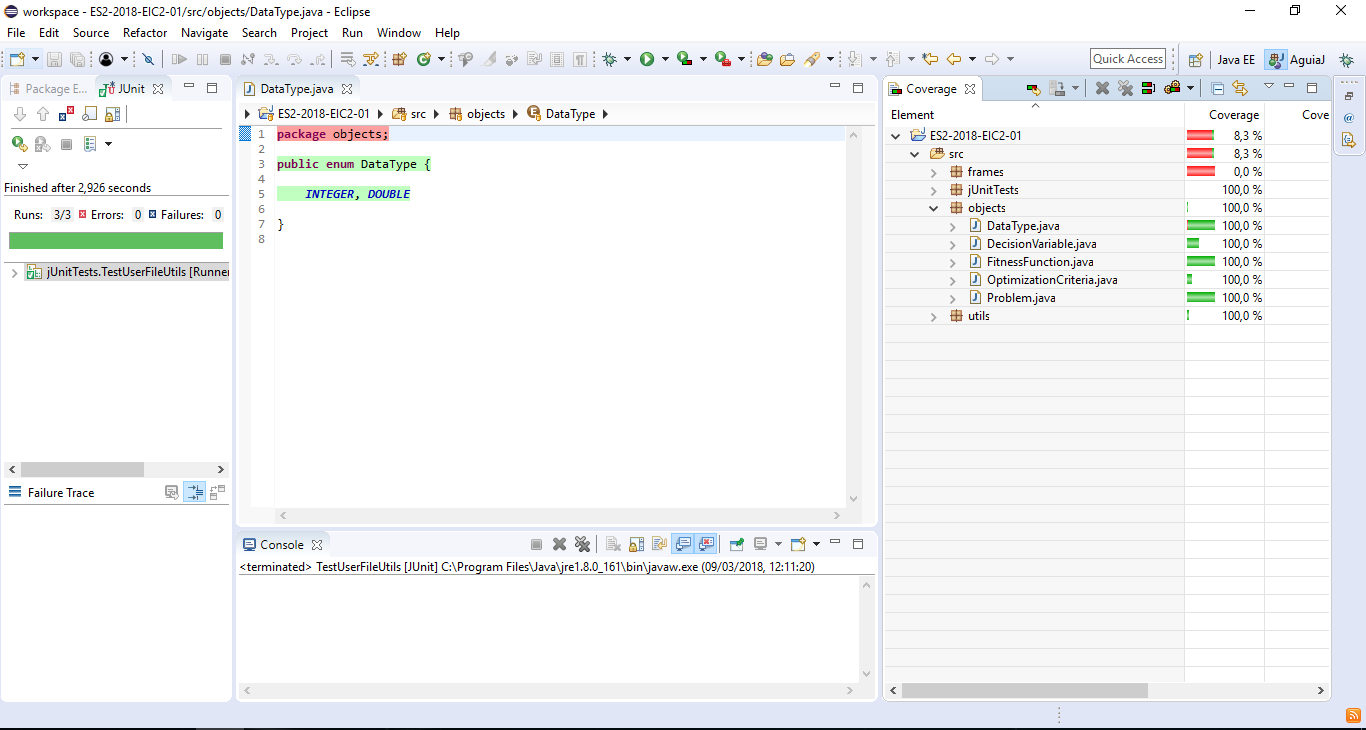 workspace - ES2-2018-EIC2-01/src/objects/DataType.java - Eclipse
File Edit Source Refactor Navigate Search Project Run Window Help
Quick Access
Java EE
AguiaJ
Package E...
JUnit
Finished after 2,926 seconds
Runs: 3/3 Errors: 0 Failures: 0
jUnitTests.TestUserFileUtils [Runner
Failure Trace
DataType.java
ES2-2018-EIC2-01 src objects DataType
1 package objects;
2
3 public enum DataType {
4
5 INTEGER, DOUBLE
6
7 }
8
Console
<terminated> TestUserFileUtils [JUnit] C:\Program Files\Java\jre1.8.0_161\bin\javaw.exe (09/03/2018, 12:11:20)
Coverage
Element Coverage Cove
ES2-2018-EIC2-01 8,3 %
src 8,3 %
frames 0,0 %
jUnitTests 100,0 %
objects 100,0 %
DataType.java 100,0 %
DecisionVariable.java 100,0 %
FitnessFunction.java 100,0 %
OptimizationCriteria.java 100,0 %
Problem.java 100,0 %
utils 100,0 %